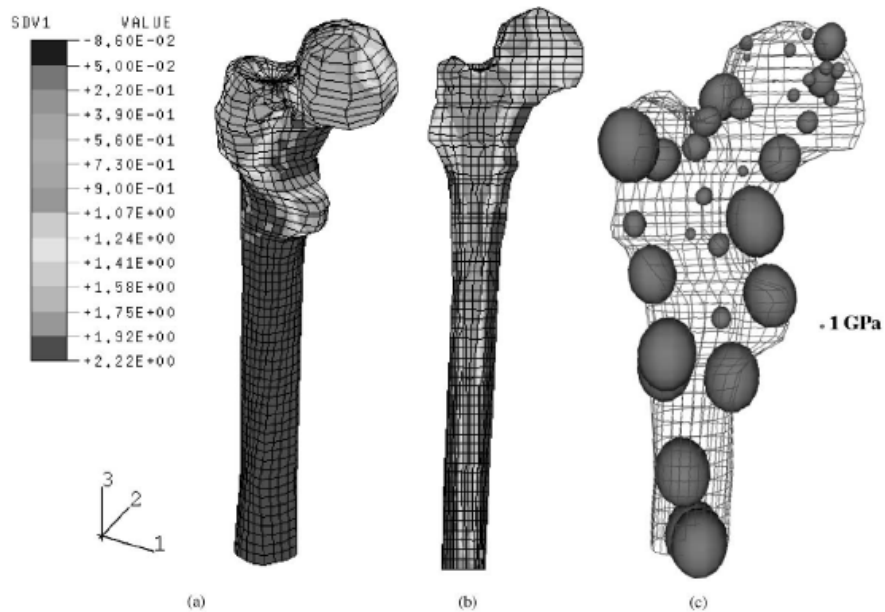 SDV1 VALUE
-8.60E-02
+5.00E-02
+2.20E-01
+3.90E-01
+5.60E-01
+7.30E-01
+9.00E-01
+1.07E+00
+1.24E+00
+1.41E+00
+1.58E+00
+1.75E+00
+1.92E+00
+2.22E+00
1 GPa
3
2
1
(a) (b) (c)